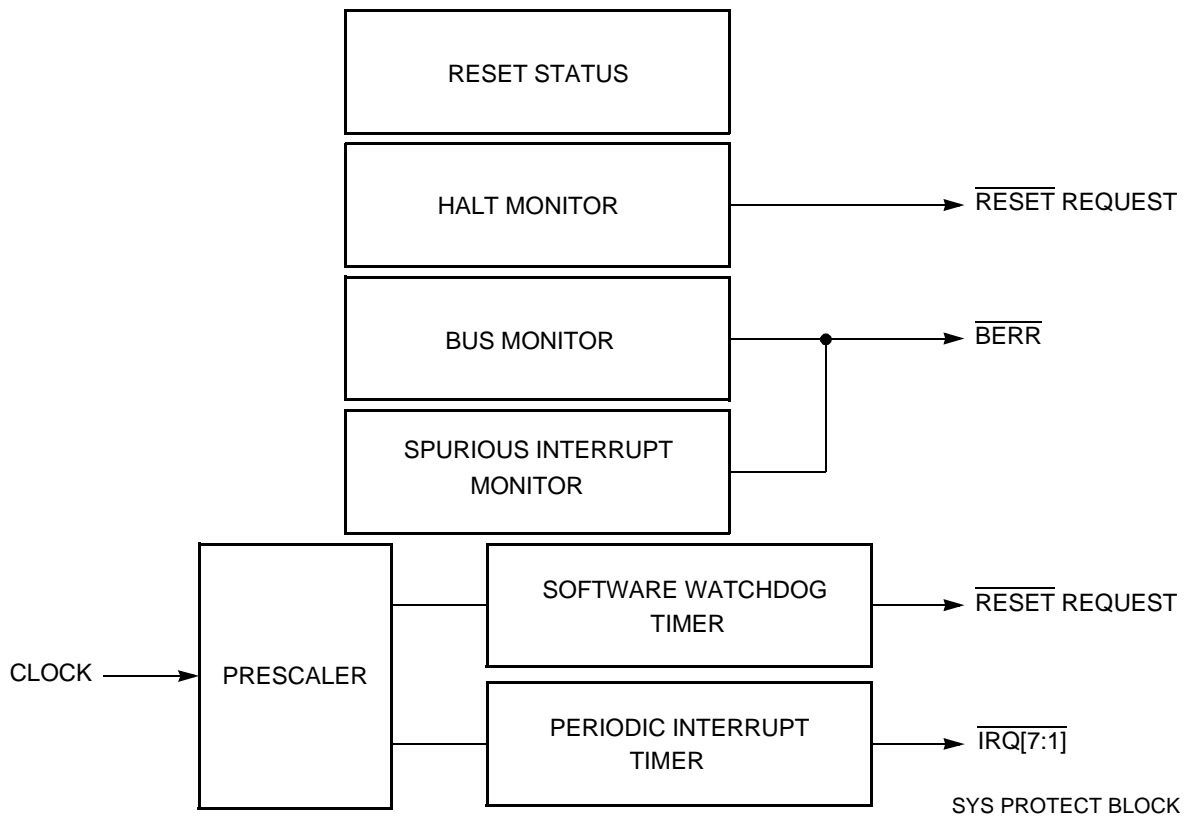 RESET STATUS
HALT MONITOR
RESET REQUEST
BUS MONITOR
BERR
SPURIOUS INTERRUPT
MONITOR
SOFTWARE WATCHDOG
TIMER
RESET REQUEST
CLOCK
PRESCALER
PERIODIC INTERRUPT
TIMER
IRQ[7:1]
SYS PROTECT BLOCK